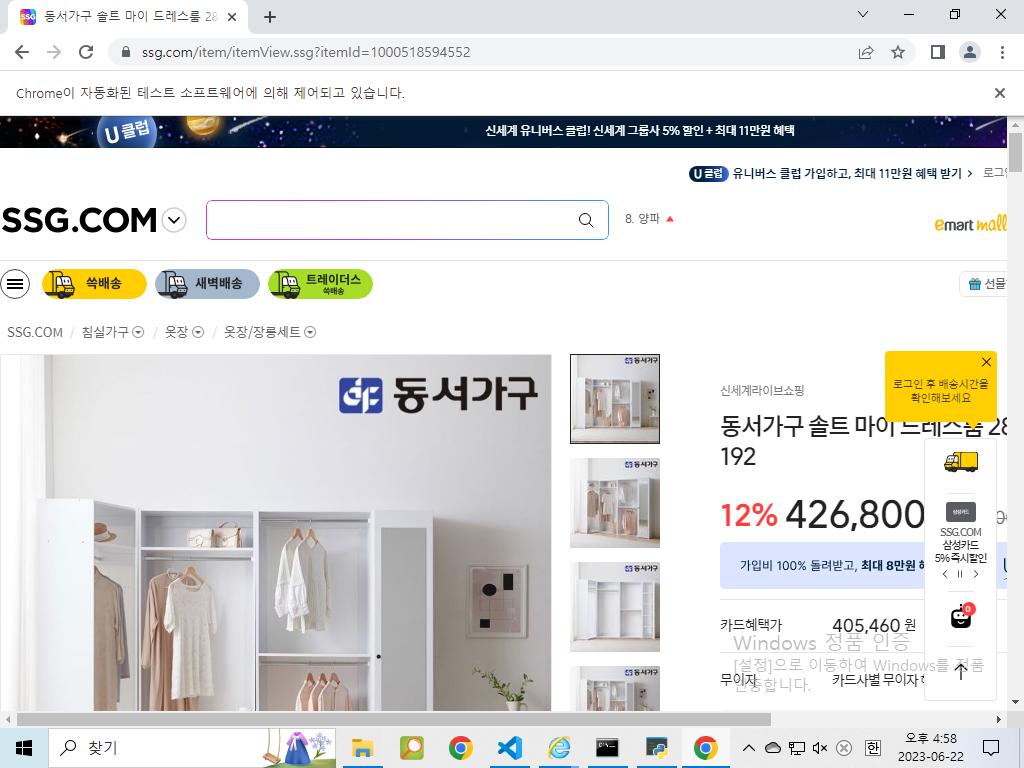 동서가구 솔트 마이 드레스룸 28
ssg.com/item/itemView.ssg?itemId=1000518594552
Chrome이 자동화된 테스트 소프트웨어에 의해 제어되고 있습니다.
U 클럽
신세계 유니버스 클럽! 신세계 그룹사 5% 할인 + 최대 11만원 혜택
U 클럽 유니버스 클럽 가입하고, 최대 11만원 혜택 받기 >
SSG.COM
8. 양파
emart mall
쓱배송
새벽배송
트레이더스
쓱배송
선물
SSG.COM / 침실가구 / 옷장 / 옷장/장롱세트
동서가구
신세계라이브쇼핑
로그인 후 배송시간을
확인해보세요
동서가구 솔트 마이 드레스룸 28
192
12% 426,800
삼성카드
SSG.COM
삼성카드
5% 즉시할인
가입비 100% 돌려받고, 최대 8만원
0
카드혜택가 405,460 원
무이자 카드사별 무이자
Windows 정품 인증
[설정]으로 이동하여 Windows를 정품
인증합니다.
찾기
한
오후 4:58
2023-06-22